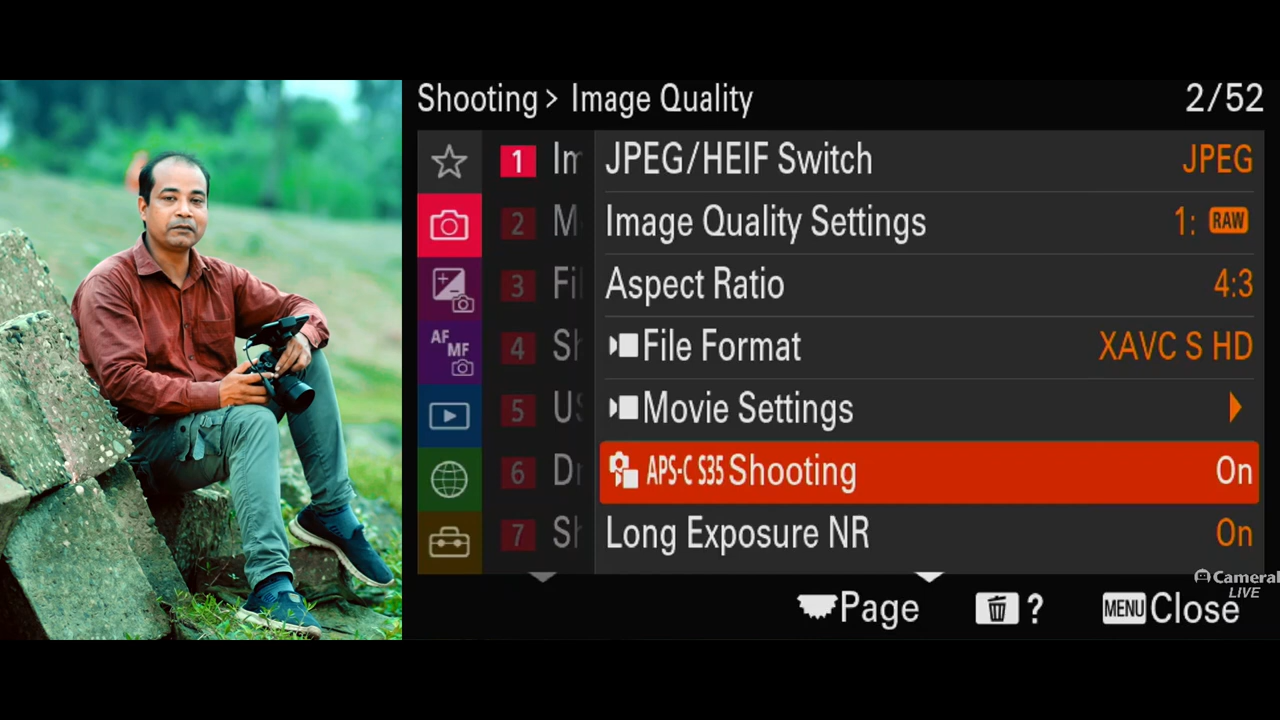 Shooting > Image Quality 2/52
AF
MF
1 Im
2 M
3 Fil
4 Sh
5 US
6 Dr
7 Sh
JPEG/HEIF Switch JPEG
Image Quality Settings 1: RAW
Aspect Ratio 4:3
File Format XAVC S HD
Movie Settings
APS-C S35 Shooting On
Long Exposure NR On
Page ? MENU Close
Cameral
LIVE